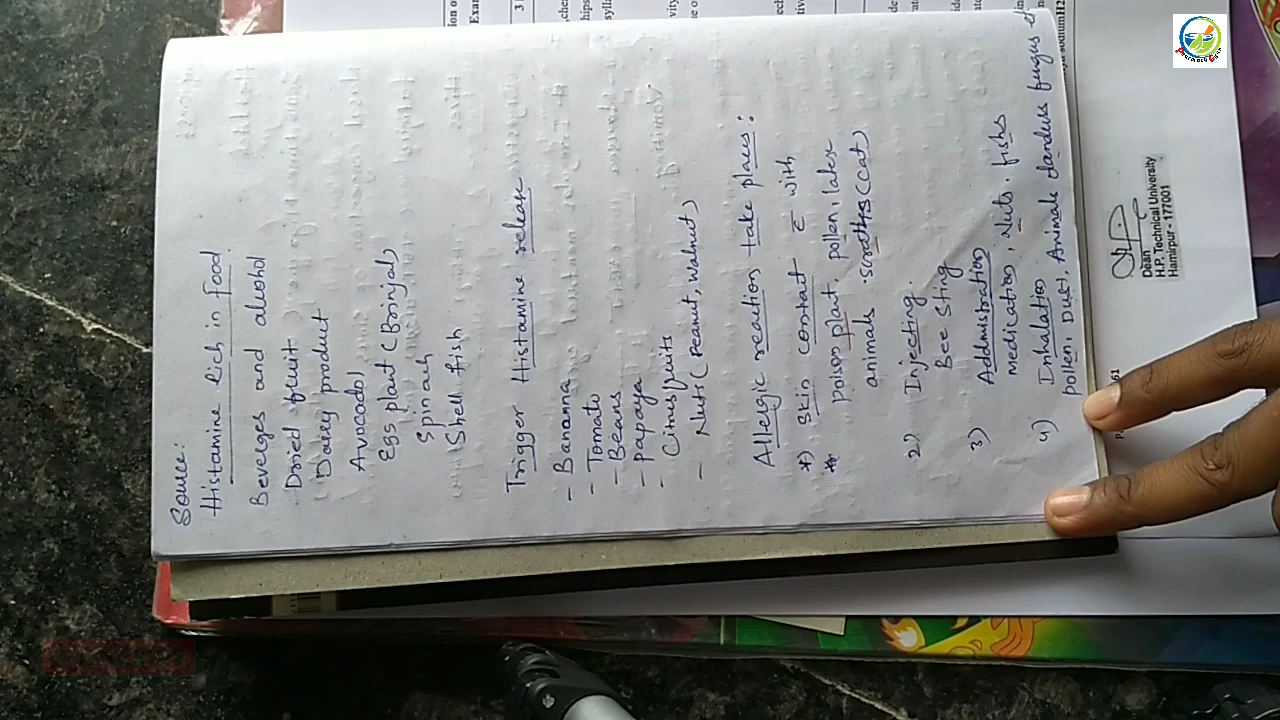 Source:
Histamine Rich in Food.
Beverges and alcohol
Dried fruit
Dairy product
Avocado
Egg plant (Brinjal)
Spinach
Shell fish
Trigger Histamine release
- Bananna
- Tomato
- Beans
- papaya
- Citrus fruits
- Nuts (Peanut, walnut)
Allergic reaction take places:
*) Skin contact c with
poison plant, pollen, latex
animals scratches (cat)
2) Injecting.
Bee Sting
3) Addministration
Medication, Nuts, fishs
4) Inhalation
Pollen, Dust, Animals danders fungus
Dean
H.P. Technical University
Hamirpur - 177001